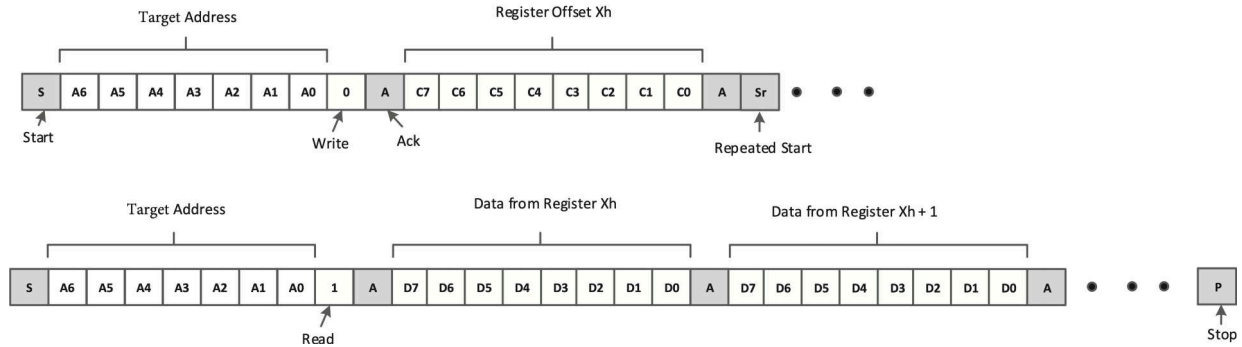 Target Address
Register Offset Xh
S A6 A5 A4 A3 A2 A1 A0 0 A C7 C6 C5 C4 C3 C2 C1 C0 A Sr
Start
Write
Ack
Repeated Start
Target Address
Data from Register Xh
Data from Register Xh + 1
S A6 A5 A4 A3 A2 A1 A0 1 A D7 D6 D5 D4 D3 D2 D1 D0 A D7 D6 D5 D4 D3 D2 D1 D0 A P
Read
Stop